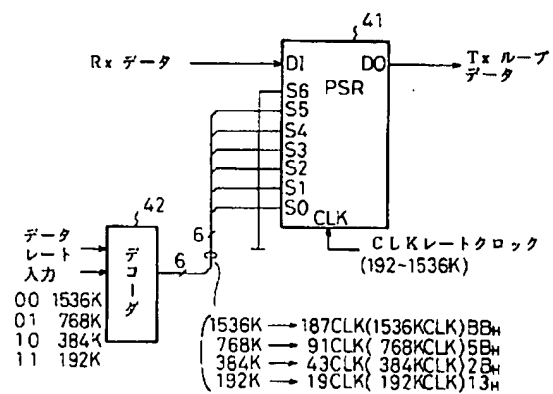 41
Rx データ
DI
DO
Tx ループ
データ
PSR
S6
S5
S4
S3
S2
S1
S0
CLK
42
データ
レート
入力
デコーダ
6
6
CLKレートクロック
(192~1536K)
00 1536K
01 768K
10 384K
11 192K
1536K→187CLK(1536KCLK)BBH
768K→91CLK(768KCLK)5BH
384K→43CLK(384KCLK)2BH
192K→19CLK(192KCLK)13H